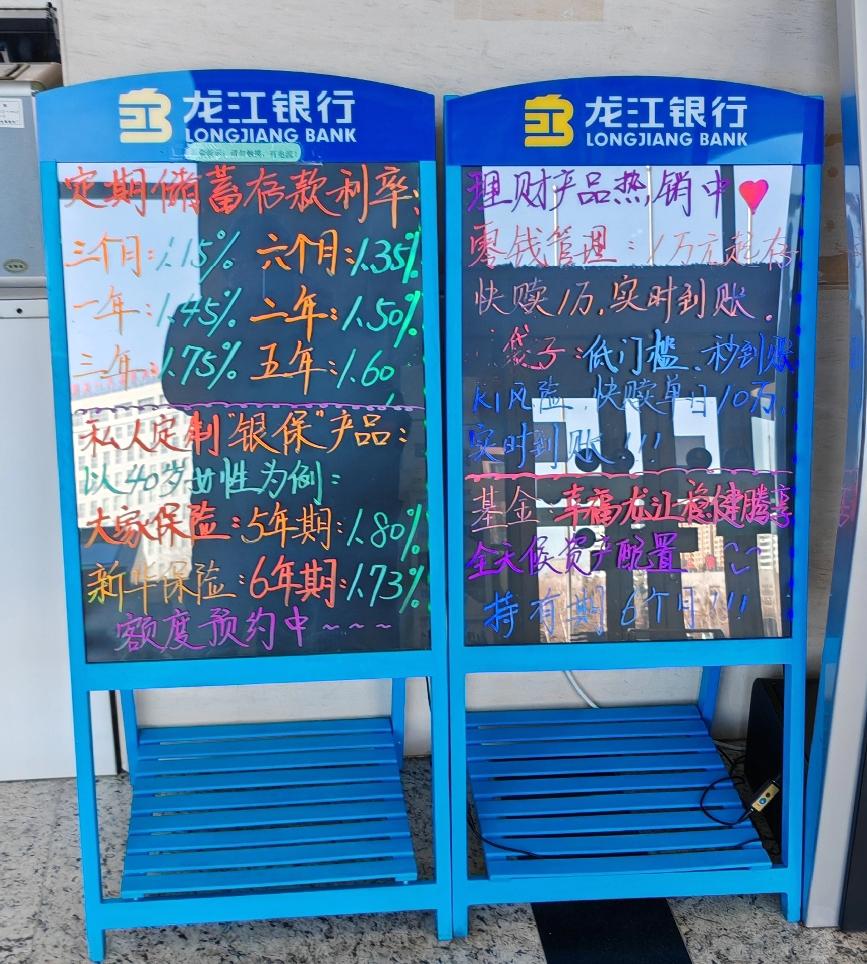 龙江银行
LONGJIANG BANK
定期储蓄存款利率:
三个月:1.15% 六个月:1.35%
一年:1.45% 二年:1.50%
三年:1.75% 五年:1.60
私人定制"银保"产品:
以40岁女性为例:
大家保险:5年期:1.80%
新华保险:6年期:1.73%
额度预约中~~~
龙江银行
LONGJIANG BANK
理财产品热销中
零钱管理:1万元起存
快赎1万.实时到账.
袋子:低门槛.秒到账
R1风险 快赎单日10万.
实时到账!!!
基金:幸福龙江稳健腾享
全天候资产配置
持有期6个月!!!